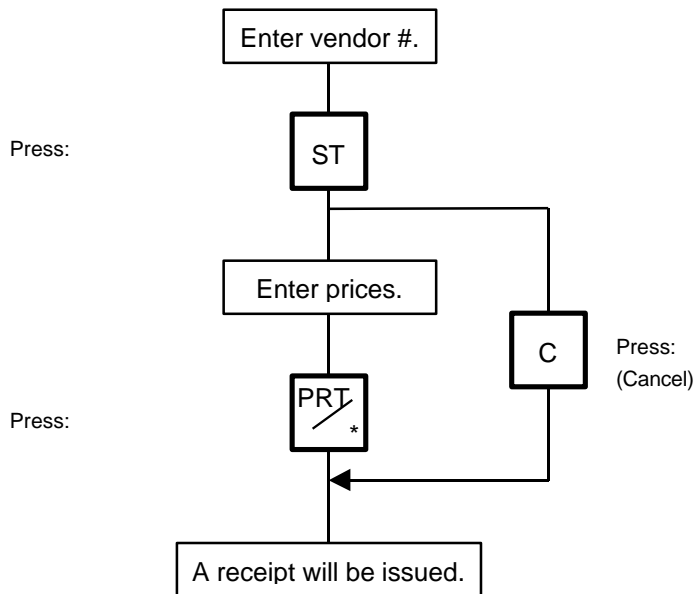 Enter vendor #.
Press:
ST
Enter prices.
C
Press:
(Cancel)
Press:
PRT
*
A receipt will be issued.